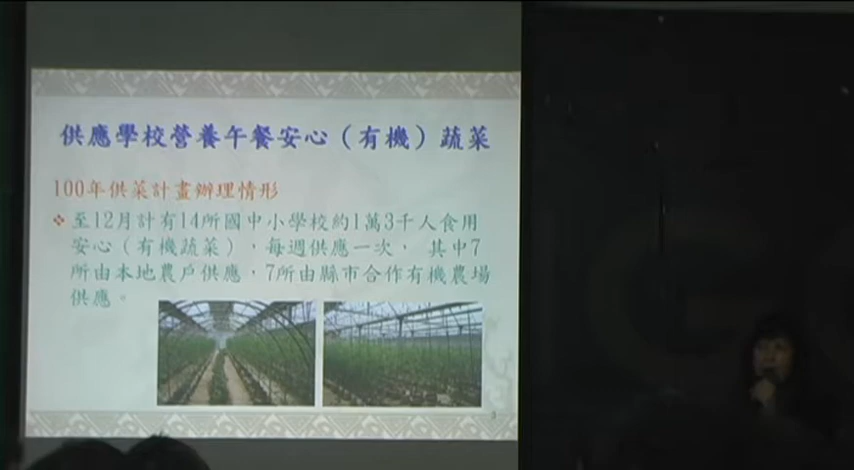 供應學校營養午餐安心（有機）蔬菜
100年供菜計畫辦理情形
至12月計有14所國中小學校約1萬3千人食用
安心（有機蔬菜），每週供應一次， 其中7
所由本地農戶供應，7所由縣市合作有機農場
供應。
3